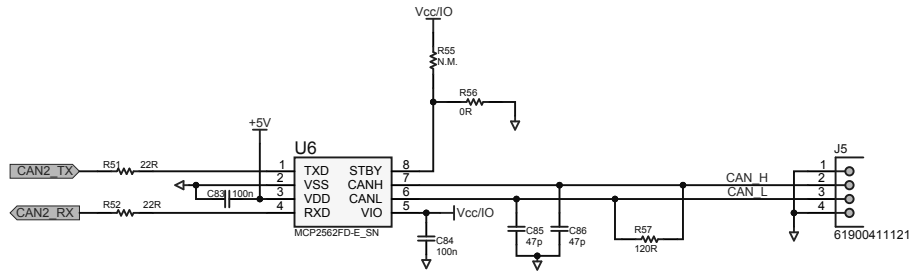 Vcc/IO
R55
N.M.
R56
0R
+5V
U6
J5
CAN2_TX
R51 22R
1 TXD STBY 8
2 VSS CANH 7
3 VDD CANL 6
4 RXD VIO 5
C83 100n
CAN2_RX
R52 22R
MCP2562FD-E_SN
Vcc/IO
C84
100n
C85
47p
C86
47p
R57
120R
CAN_H
CAN_L
1
2
3
4
61900411121